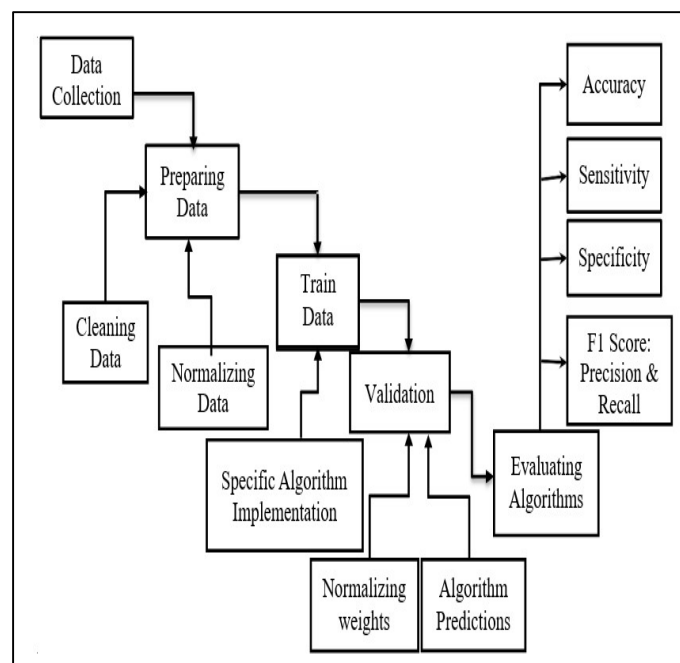 Data
Collection
Accuracy
Preparing
Data
Sensitivity
Specificity
Train
Data
Cleaning
Data
Normalizing
Data
Validation
F1 Score:
Precision &
Recall
Specific Algorithm
Implementation
Evaluating
Algorithms
Normalizing
weights
Algorithm
Predictions